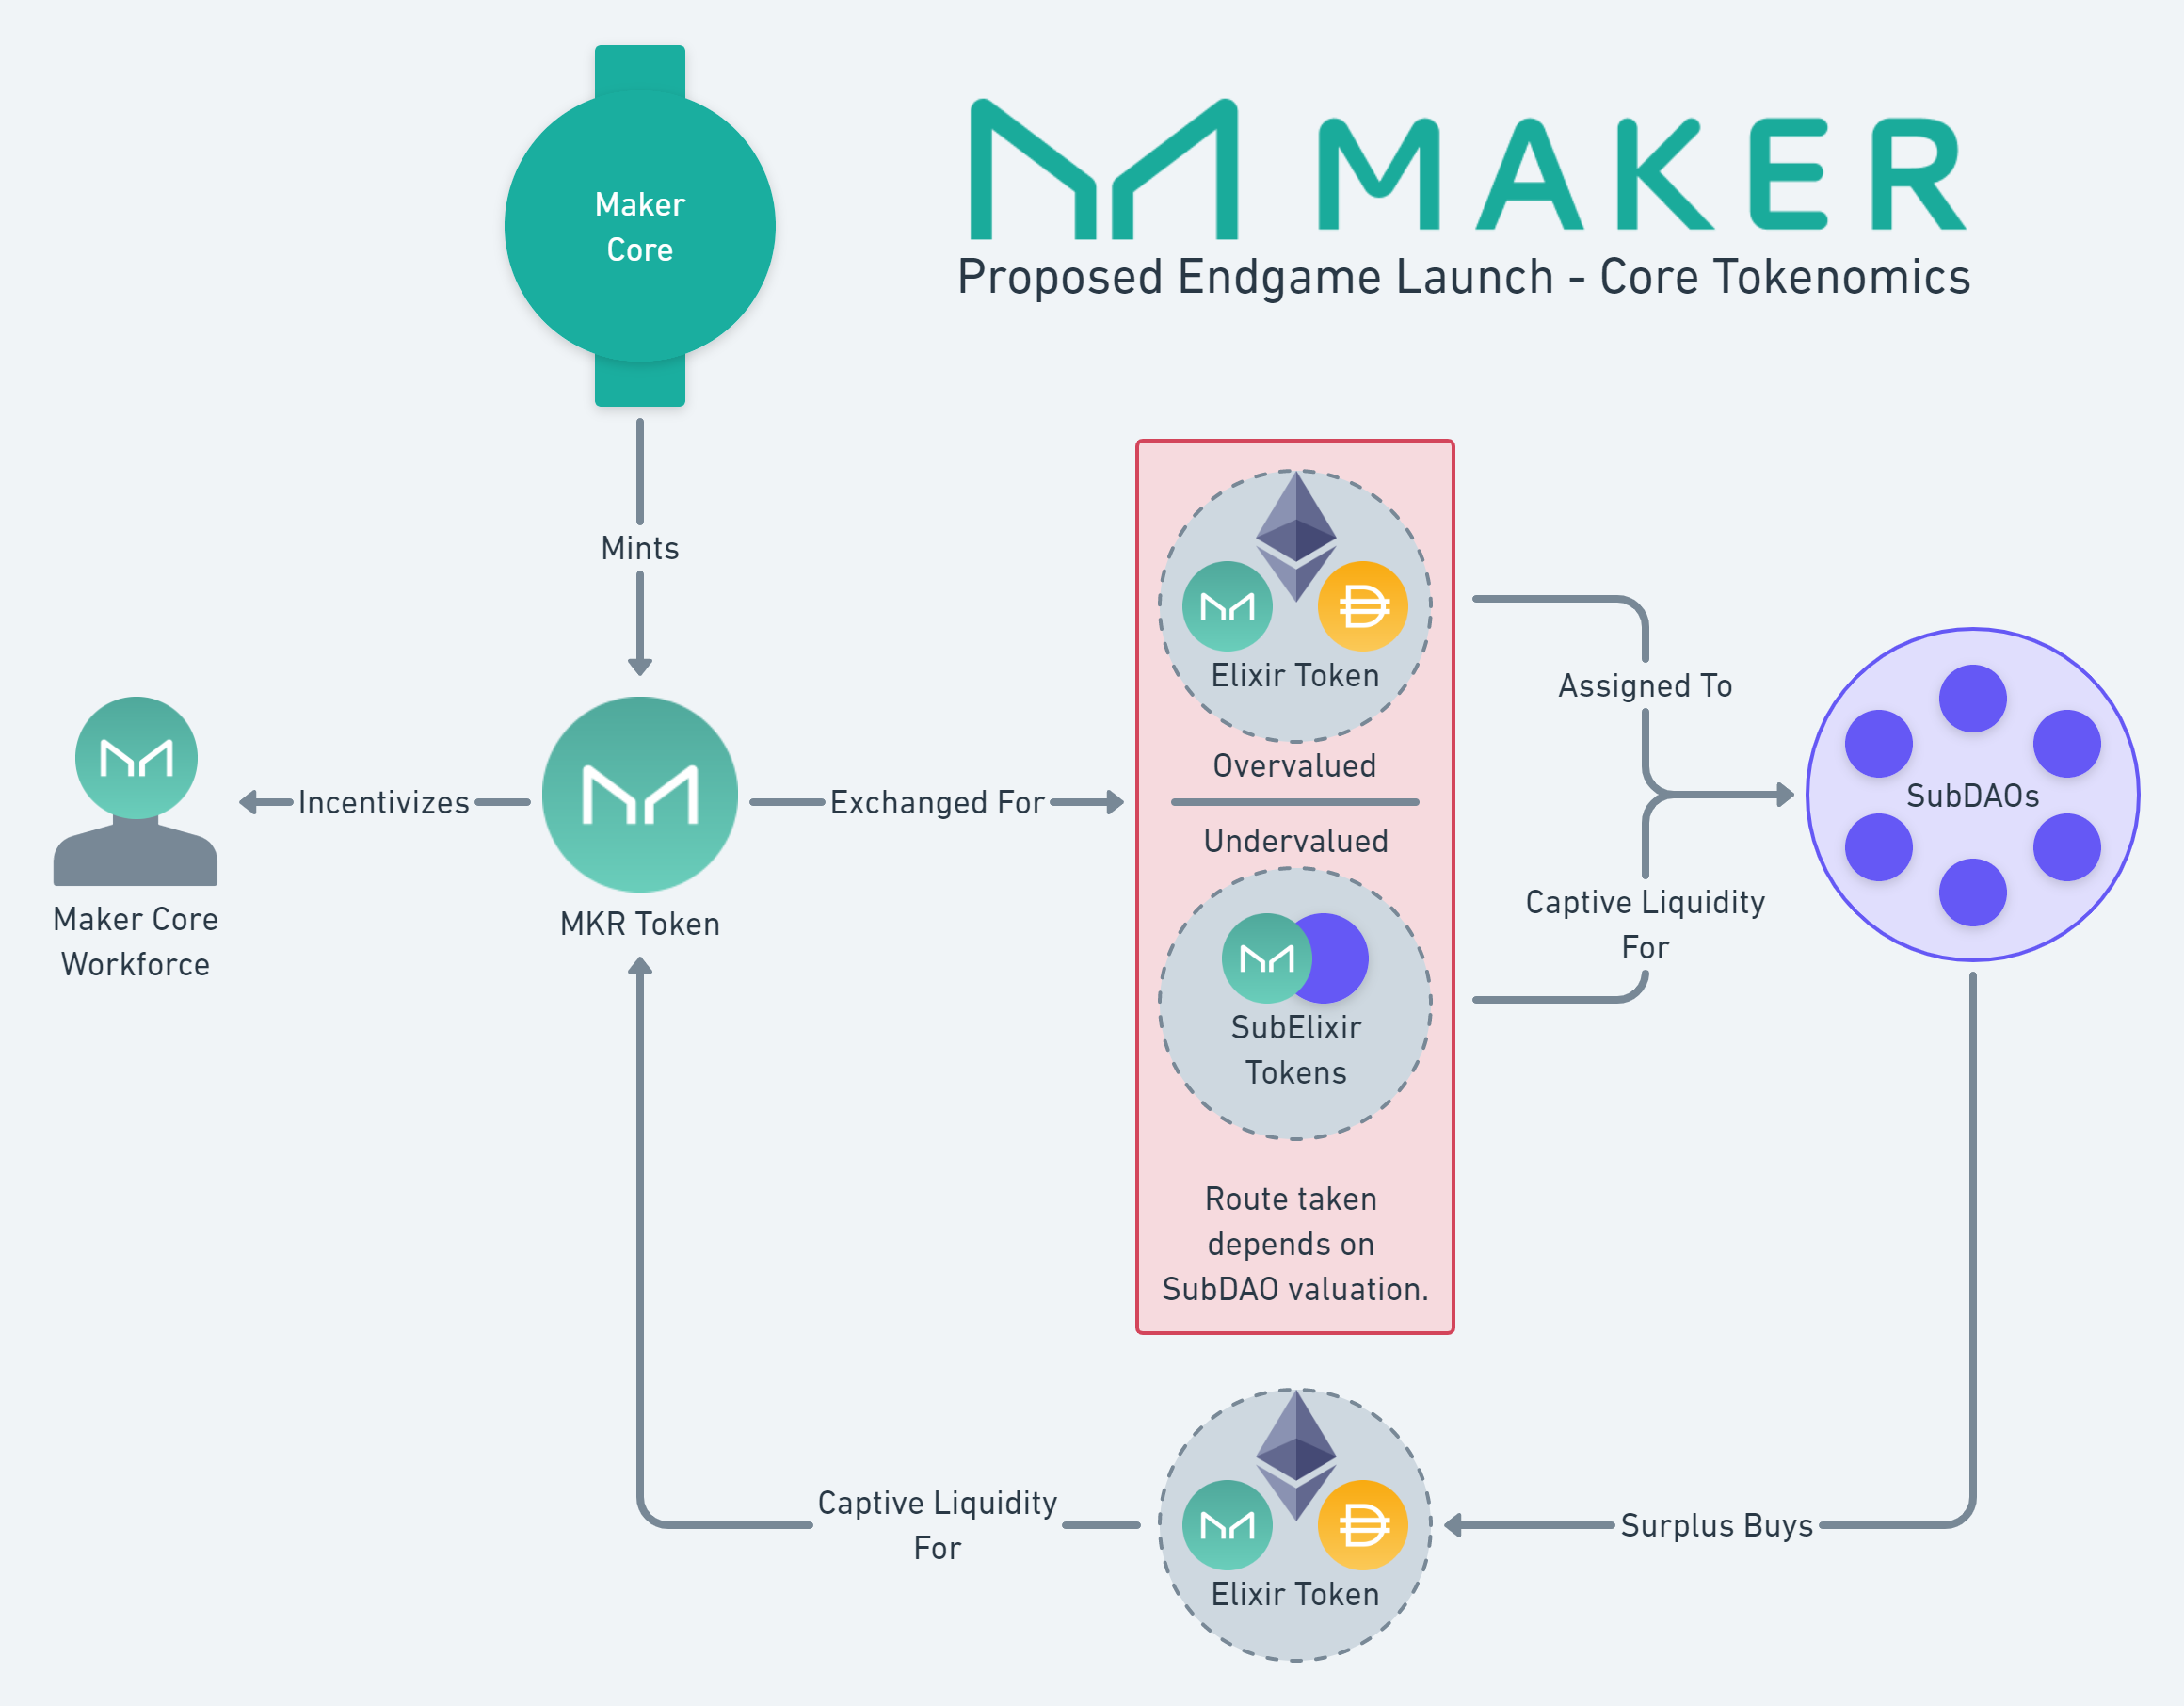 Maker
Core
MAKER
Proposed Endgame Launch - Core Tokenomics
Mints
Elixir Token
Overvalued
Undervalued
SubElixir
Tokens
Route taken
depends on
SubDAO valuation.
Assigned To
Captive Liquidity
For
SubDAOs
Incentivizes
Exchanged For
Maker Core
Workforce
MKR Token
Captive Liquidity
For
Elixir Token
Surplus Buys